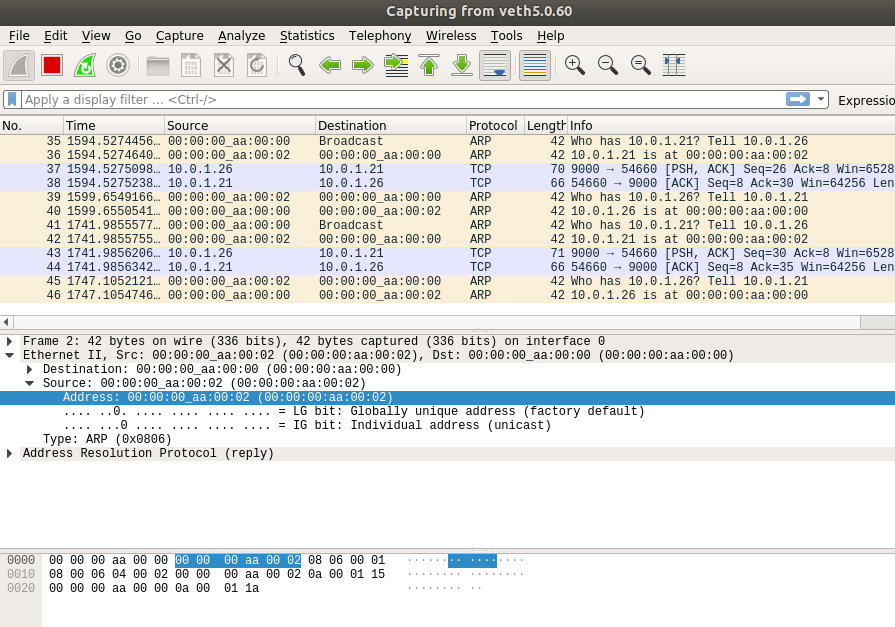 Capturing from veth5.0.60
File Edit View Go Capture Analyze Statistics Telephony Wireless Tools Help
Apply a display filter … <Ctrl-/> Expressio
No. Time Source Destination Protocol Length Info
35 1594.5274456… 00:00:00_aa:00:00 Broadcast ARP 42 Who has 10.0.1.21? Tell 10.0.1.26
36 1594.5274640… 00:00:00_aa:00:02 00:00:00_aa:00:00 ARP 42 10.0.1.21 is at 00:00:00:aa:00:02
37 1594.5275098… 10.0.1.26 10.0.1.21 TCP 70 9000 → 54660 [PSH, ACK] Seq=26 Ack=8 Win=6528
38 1594.5275238… 10.0.1.21 10.0.1.26 TCP 66 54660 → 9000 [ACK] Seq=8 Ack=30 Win=64256 Len
39 1599.6549166… 00:00:00_aa:00:02 00:00:00_aa:00:00 ARP 42 Who has 10.0.1.26? Tell 10.0.1.21
40 1599.6550541… 00:00:00_aa:00:00 00:00:00_aa:00:02 ARP 42 10.0.1.26 is at 00:00:00:aa:00:00
41 1741.9855577… 00:00:00_aa:00:00 Broadcast ARP 42 Who has 10.0.1.21? Tell 10.0.1.26
42 1741.9855755… 00:00:00_aa:00:02 00:00:00_aa:00:00 ARP 42 10.0.1.21 is at 00:00:00:aa:00:02
43 1741.9856206… 10.0.1.26 10.0.1.21 TCP 71 9000 → 54660 [PSH, ACK] Seq=30 Ack=8 Win=6528
44 1741.9856342… 10.0.1.21 10.0.1.26 TCP 66 54660 → 9000 [ACK] Seq=8 Ack=35 Win=64256 Len
45 1747.1052121… 00:00:00_aa:00:02 00:00:00_aa:00:00 ARP 42 Who has 10.0.1.26? Tell 10.0.1.21
46 1747.1054746… 00:00:00_aa:00:00 00:00:00_aa:00:02 ARP 42 10.0.1.26 is at 00:00:00:aa:00:00
Frame 2: 42 bytes on wire (336 bits), 42 bytes captured (336 bits) on interface 0
Ethernet II, Src: 00:00:00_aa:00:02 (00:00:00:aa:00:02), Dst: 00:00:00_aa:00:00 (00:00:00:aa:00:00)
Destination: 00:00:00_aa:00:00 (00:00:00:aa:00:00)
Source: 00:00:00_aa:00:02 (00:00:00:aa:00:02)
Address: 00:00:00_aa:00:02 (00:00:00:aa:00:02)
.... ..0. .... .... .... .... = LG bit: Globally unique address (factory default)
.... ...0 .... .... .... .... = IG bit: Individual address (unicast)
Type: ARP (0x0806)
Address Resolution Protocol (reply)
0000 00 00 00 aa 00 00 00 00 00 aa 00 02 08 06 00 01 ········ ········
0010 08 00 06 04 00 02 00 00 00 aa 00 02 0a 00 01 15 ········ ········
0020 00 00 00 aa 00 00 0a 00 01 1a ········ ··